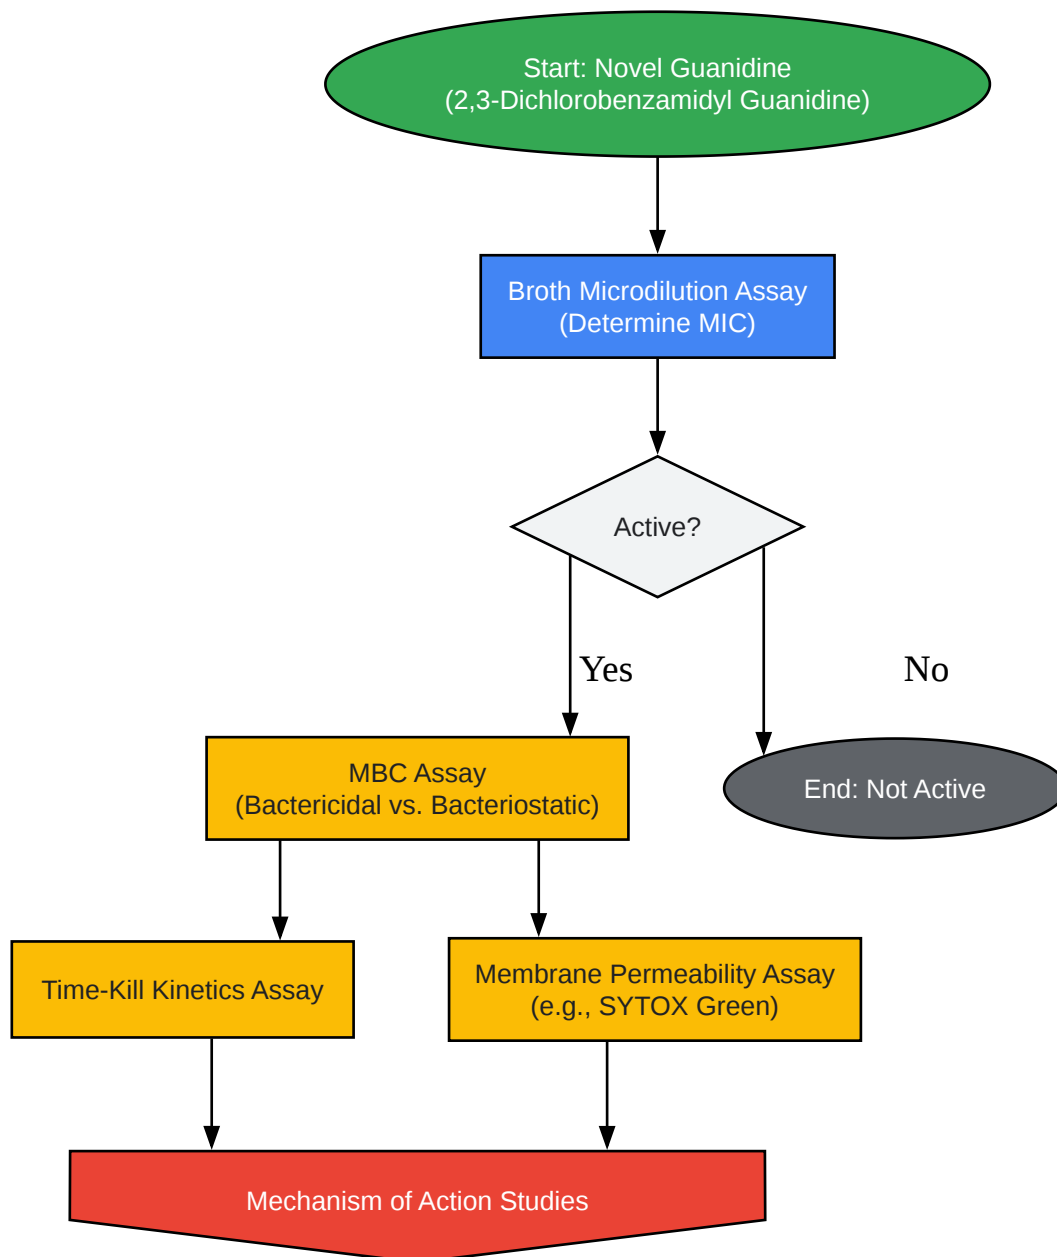 Start: Novel Guanidine
(2,3-Dichlorobenzamidyl Guanidine)
Broth Microdilution Assay
(Determine MIC)
Active?
Yes
No
MBC Assay
(Bactericidal vs. Bacteriostatic)
End: Not Active
Time-Kill Kinetics Assay
Membrane Permeability Assay
(e.g., SYTOX Green)
Mechanism of Action Studies